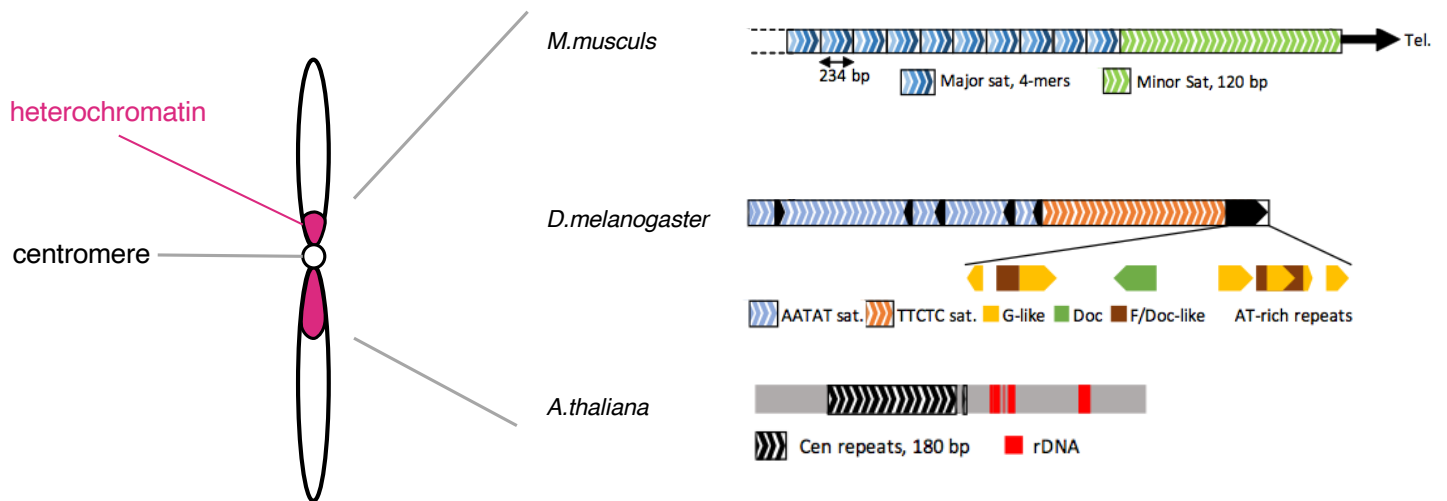 heterochromatin
centromere
M.musculs
Tel.
234 bp
Major sat, 4-mers
Minor Sat, 120 bp
D.melanogaster
AATAT sat.
TTCTC sat.
G-like
Doc
F/Doc-like
AT-rich repeats
A.thaliana
Cen repeats, 180 bp
rDNA